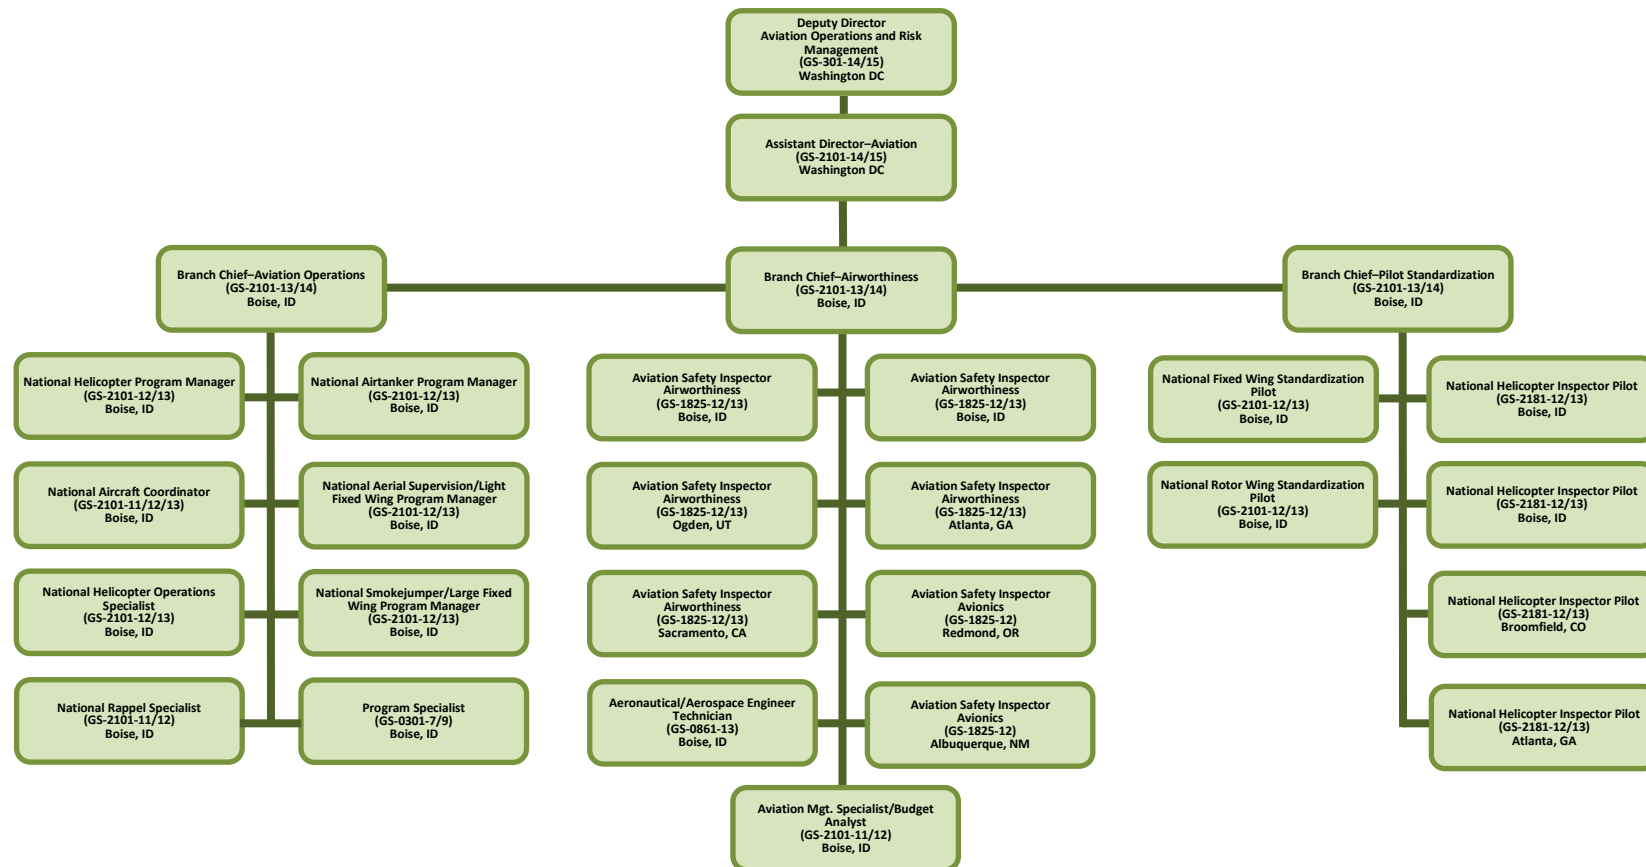 Deputy Director
Aviation Operations and Risk
Management
(GS-301-14/15)
Washington DC
Assistant Director–Aviation
(GS-2101-14/15)
Washington DC
Branch Chief–Aviation Operations
(GS-2101-13/14)
Boise, ID
Branch Chief–Airworthiness
(GS-2101-13/14)
Boise, ID
Branch Chief–Pilot Standardization
(GS-2101-13/14)
Boise, ID
National Helicopter Program Manager
(GS-2101-12/13)
Boise, ID
National Airtanker Program Manager
(GS-2101-12/13)
Boise, ID
National Aircraft Coordinator
(GS-2101-11/12/13)
Boise, ID
National Aerial Supervision/Light
Fixed Wing Program Manager
(GS-2101-12/13)
Boise, ID
National Helicopter Operations
Specialist
(GS-2101-12/13)
Boise, ID
National Smokejumper/Large Fixed
Wing Program Manager
(GS-2101-12/13)
Boise, ID
National Rappel Specialist
(GS-2101-11/12)
Boise, ID
Program Specialist
(GS-0301-7/9)
Boise, ID
Aviation Safety Inspector
Airworthiness
(GS-1825-12/13)
Boise, ID
Aviation Safety Inspector
Airworthiness
(GS-1825-12/13)
Boise, ID
Aviation Safety Inspector
Airworthiness
(GS-1825-12/13)
Ogden, UT
Aviation Safety Inspector
Airworthiness
(GS-1825-12/13)
Atlanta, GA
Aviation Safety Inspector
Airworthiness
(GS-1825-12/13)
Sacramento, CA
Aviation Safety Inspector
Avionics
(GS-1825-12)
Redmond, OR
Aeronautical/Aerospace Engineer
Technician
(GS-0861-13)
Boise, ID
Aviation Safety Inspector
Avionics
(GS-1825-12)
Albuquerque, NM
Aviation Mgt. Specialist/Budget
Analyst
(GS-2101-11/12)
Boise, ID
National Fixed Wing Standardization
Pilot
(GS-2101-12/13)
Boise, ID
National Helicopter Inspector Pilot
(GS-2181-12/13)
Boise, ID
National Rotor Wing Standardization
Pilot
(GS-2101-12/13)
Boise, ID
National Helicopter Inspector Pilot
(GS-2181-12/13)
Boise, ID
National Helicopter Inspector Pilot
(GS-2181-12/13)
Broomfield, CO
National Helicopter Inspector Pilot
(GS-2181-12/13)
Atlanta, GA